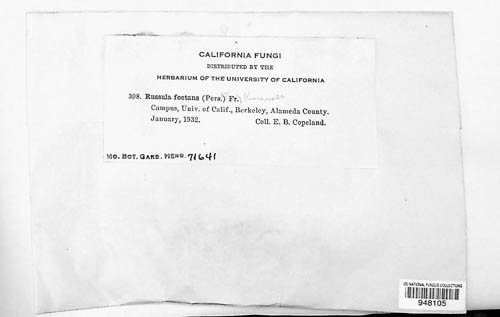 CALIFORNIA FUNGI
DISTRIBUTED BY THE
HERBARIUM OF THE UNIVERSITY OF CALIFORNIA
398. Russula foetans (Pers.) Fr.,
Campus, Univ. of Calif., Berkeley, Alameda County.
January, 1932. Coll. E. B. Copeland.
MO. BOT. GARD. HERB. 71641
US NATIONAL FUNGUS COLLECTIONS
948105